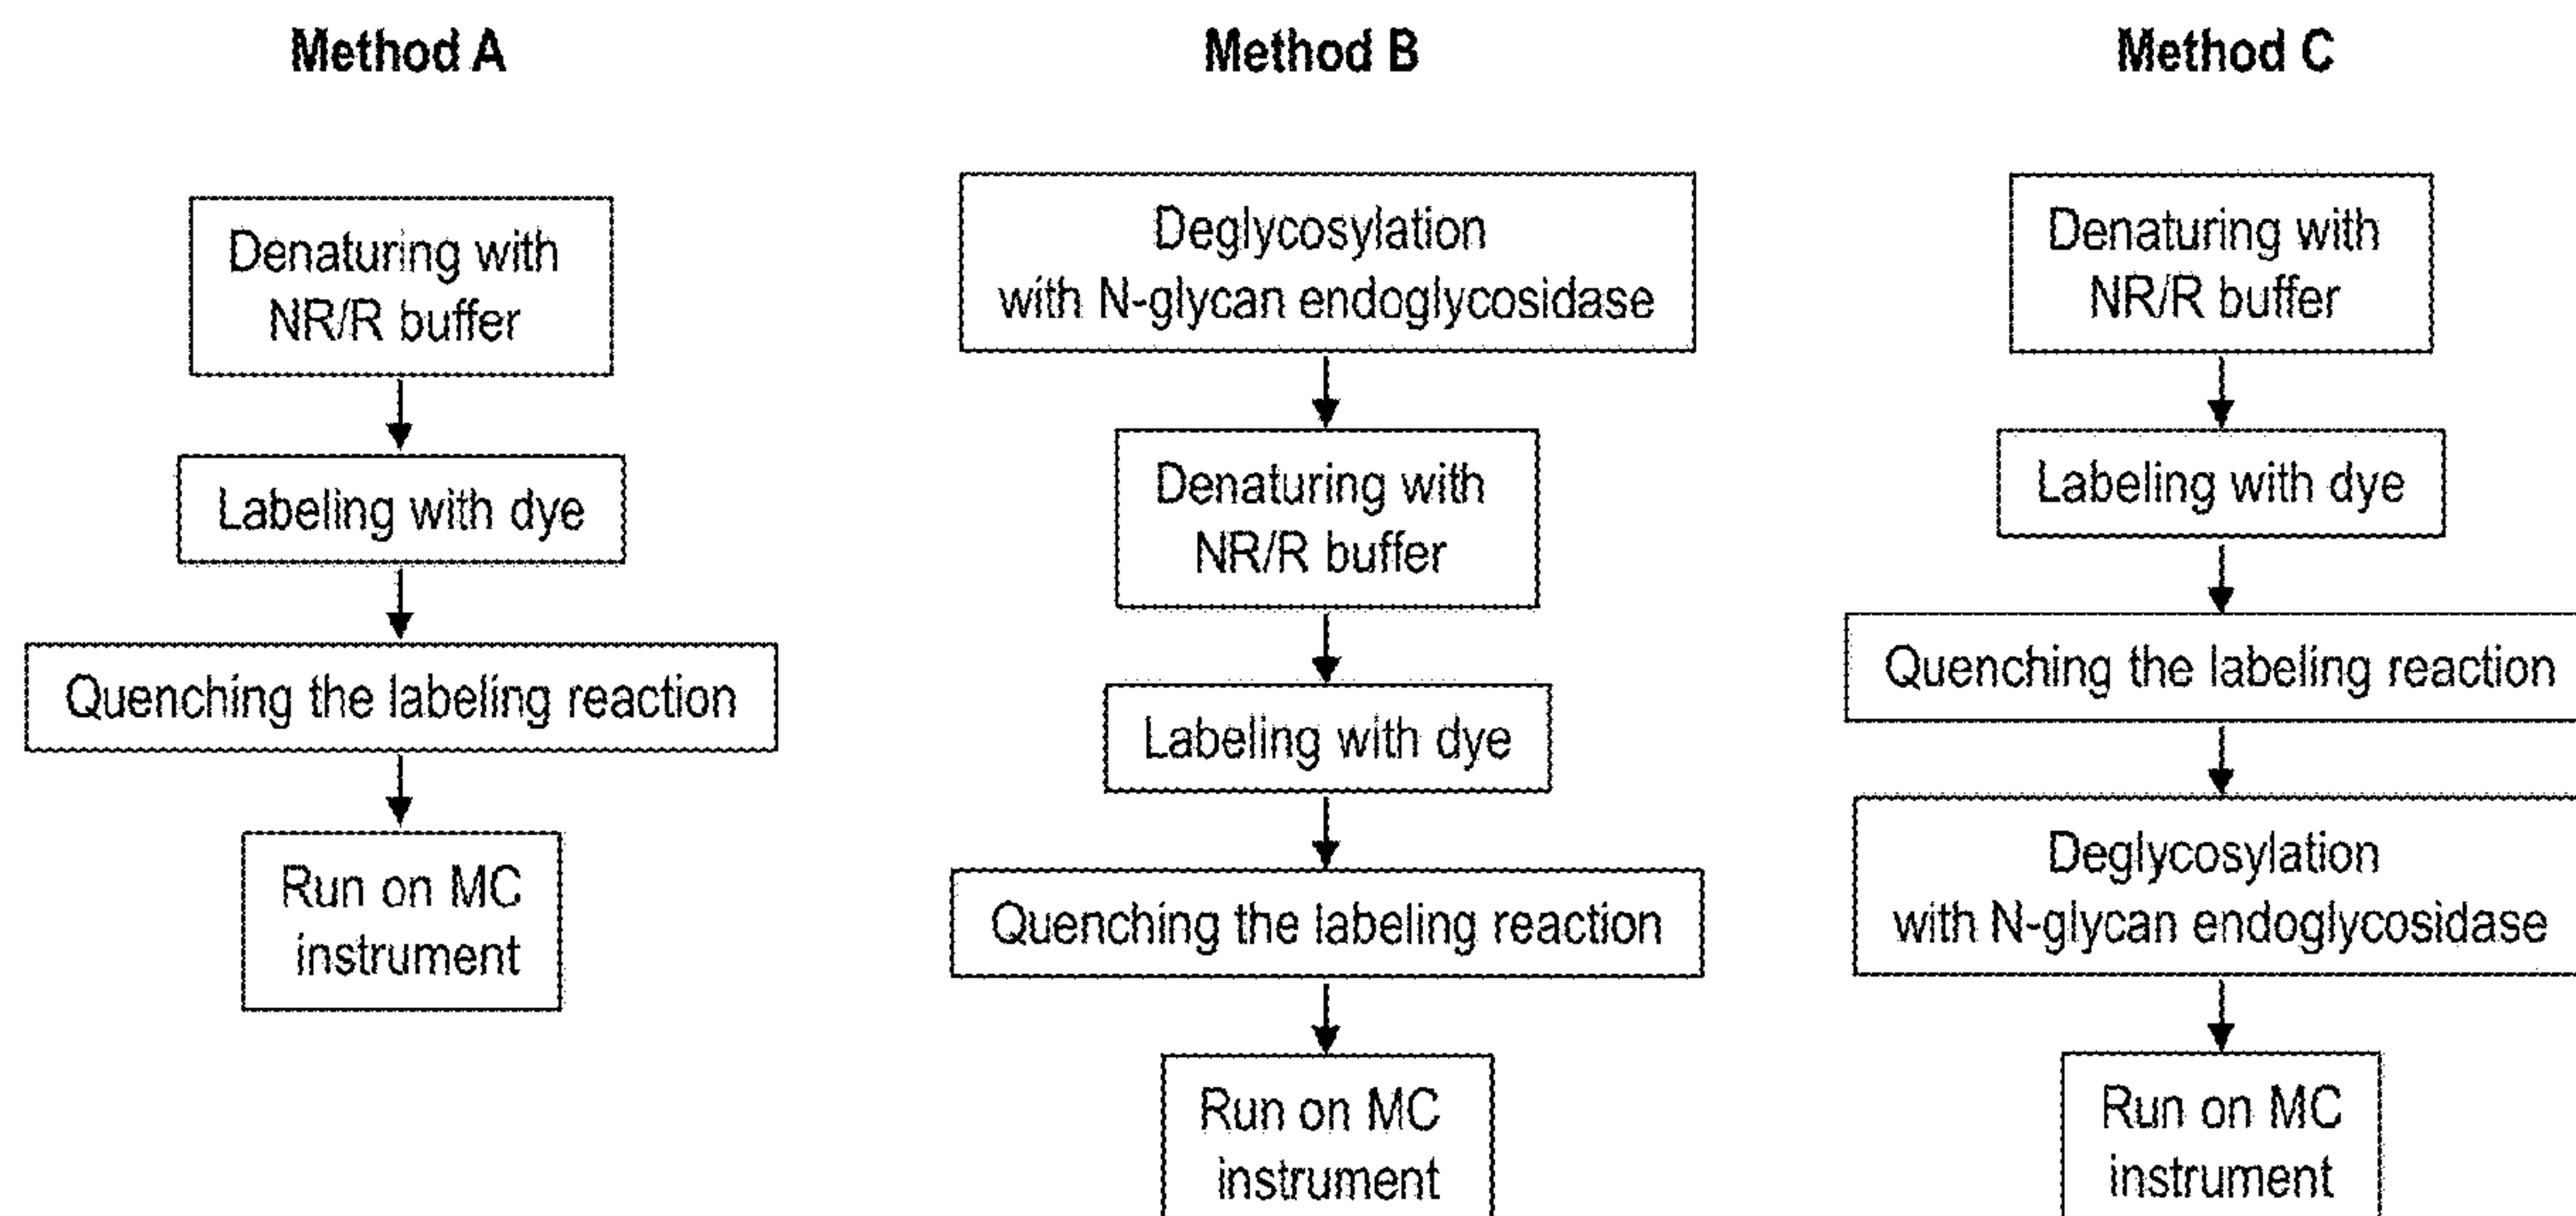 Method A
Denaturing with
NR/R buffer
Labeling with dye
Quenching the labeling reaction
Run on MC
instrument
Method B
Deglycosylation
with N-glycan endoglycosidase
Denaturing with
NR/R buffer
Labeling with dye
Quenching the labeling reaction
Run on MC
instrument
Method C
Denaturing with
NR/R buffer
Labeling with dye
Quenching the labeling reaction
Deglycosylation
with N-glycan endoglycosidase
Run on MC
instrument